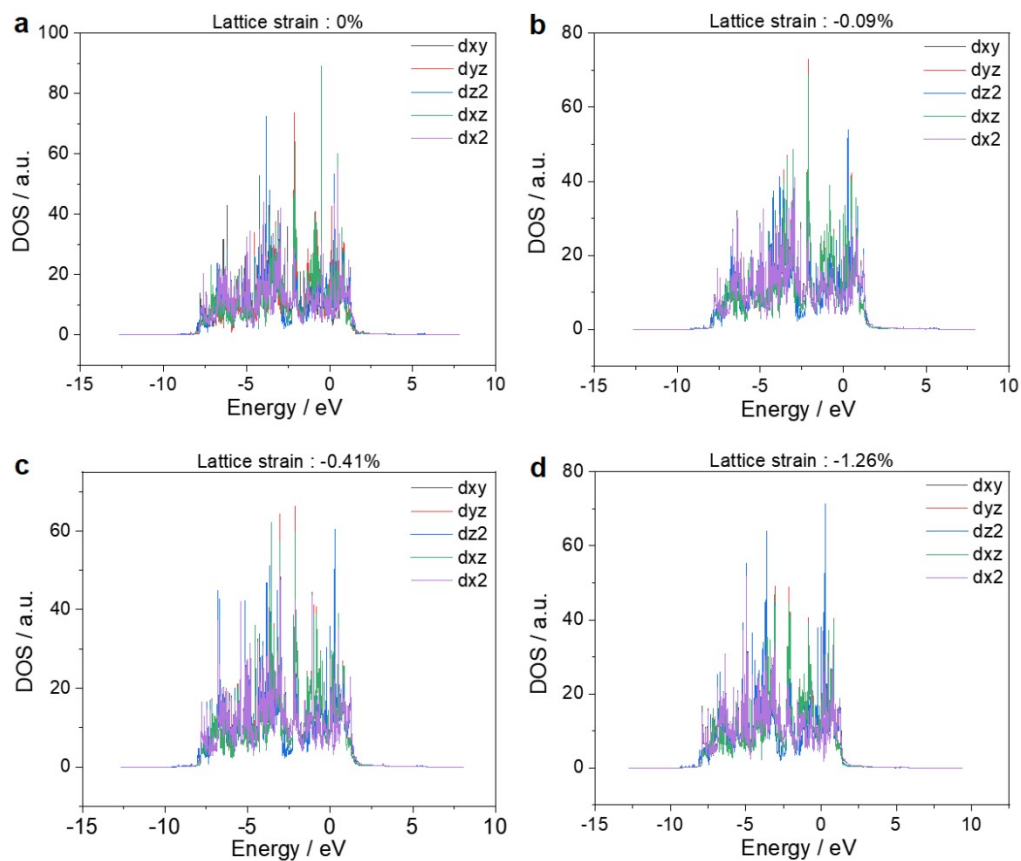 a
Lattice strain : 0%
100
80
60
40
20
0
-15
-10
-5
0
5
10
DOS / a.u.
Energy / eV
dxy
dyz
dz2
dxz
dx2
b
Lattice strain : -0.09%
80
60
40
20
0
-15
-10
-5
0
5
10
DOS / a.u.
Energy / eV
dxy
dyz
dz2
dxz
dx2
c
Lattice strain : -0.41%
60
40
20
0
-15
-10
-5
0
5
10
DOS / a.u.
Energy / eV
dxy
dyz
dz2
dxz
dx2
d
Lattice strain : -1.26%
80
60
40
20
0
-15
-10
-5
0
5
10
DOS / a.u.
Energy / eV
dxy
dyz
dz2
dxz
dx2